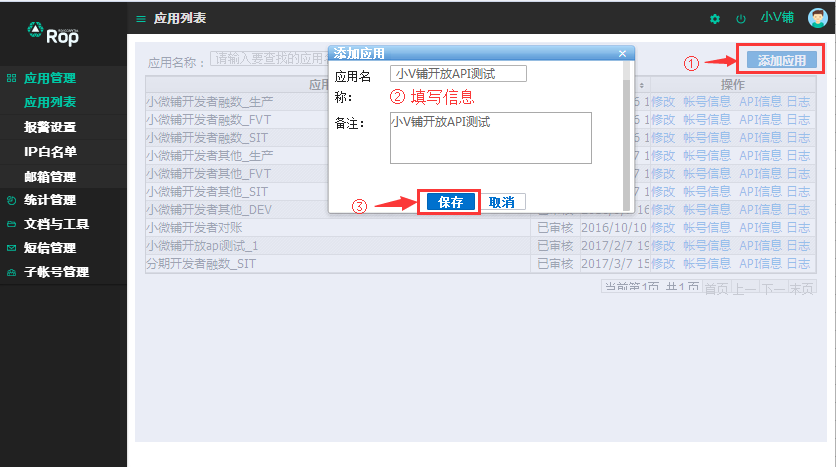 Rop
应用列表
小V铺
应用管理
应用列表
报警设置
IP白名单
邮箱管理
统计管理
文档与工具
短信管理
子帐号管理
应用名称： 请输入要查找的应用
① 添加应用
添加应用
应用名称： 小V铺开放API测试
② 填写信息
备注： 小V铺开放API测试
③ 保存 取消
操作
小微铺开发者融数_生产 修改 帐号信息 API信息 日志
小微铺开发者融数_FVT 修改 帐号信息 API信息 日志
小微铺开发者融数_SIT 修改 帐号信息 API信息 日志
小微铺开发者其他_生产 修改 帐号信息 API信息 日志
小微铺开发者其他_FVT 修改 帐号信息 API信息 日志
小微铺开发者其他_SIT 修改 帐号信息 API信息 日志
小微铺开发者其他_DEV 修改 帐号信息 API信息 日志
小微铺开发者对账 已审核 2016/10/10 修改 帐号信息 API信息 日志
小微铺开放api测试_1 已审核 2017/2/7 19 修改 帐号信息 API信息 日志
分期开发者融数_SIT 已审核 2017/3/7 15 修改 帐号信息 API信息 日志
当前第1页 共1页 首页 上一 下一 末页